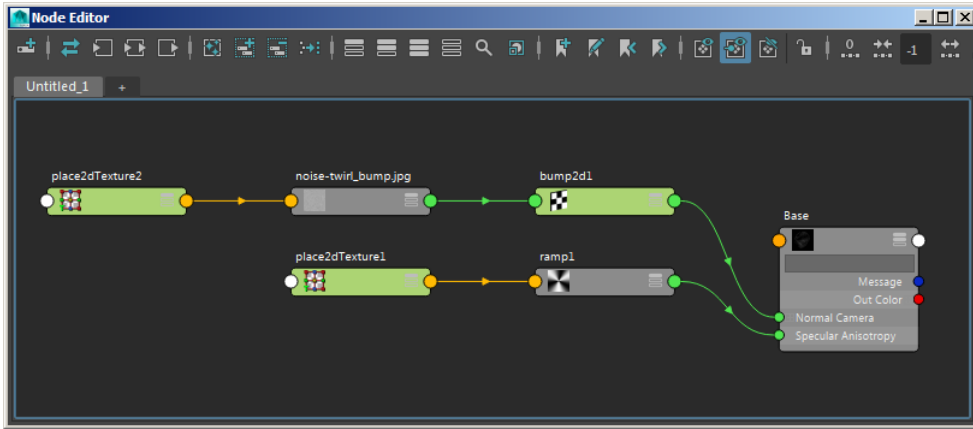 Node Editor
0
-1
Untitled_1 +
place2dTexture2
noise-twirl_bump.jpg
bump2d1
Base
place2dTexture1
ramp1
Message
Out Color
Normal Camera
Specular Anisotropy